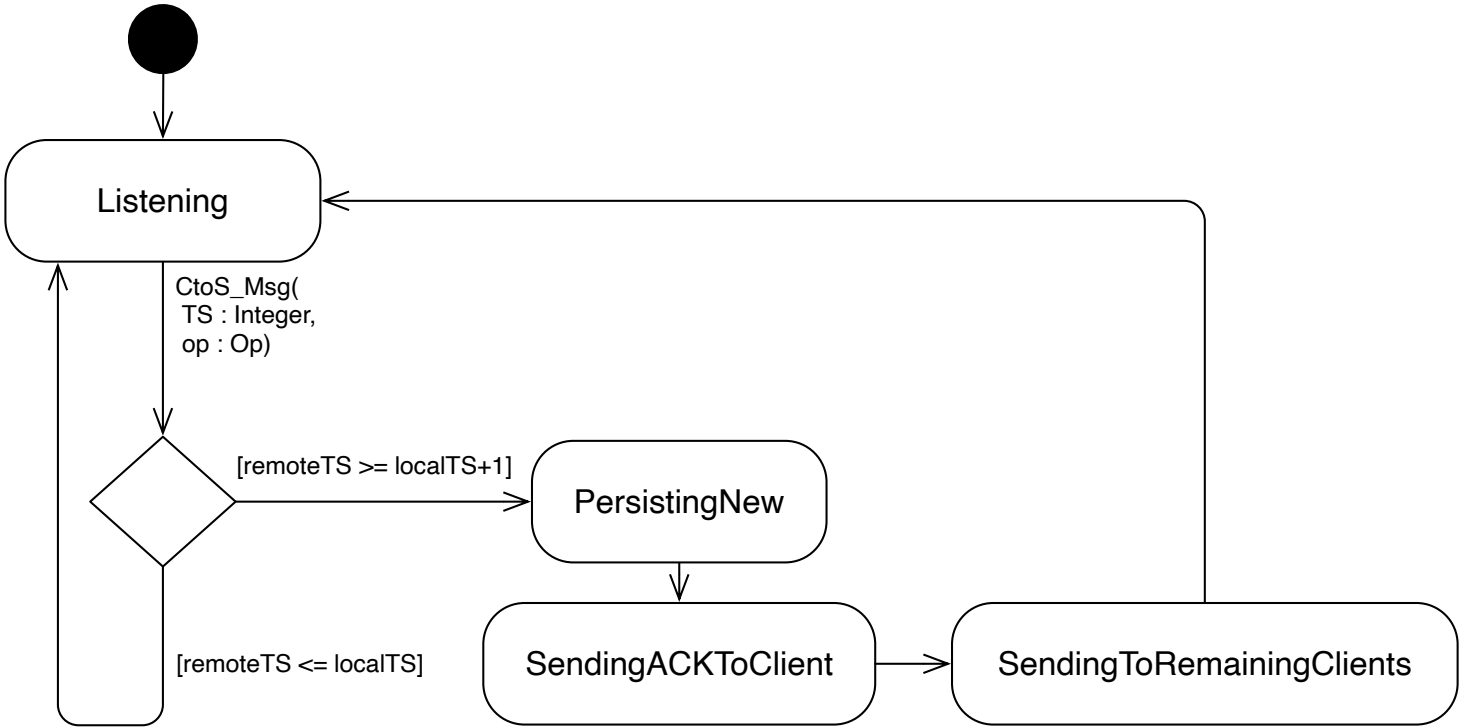 Listening
CtoS_Msg(
TS : Integer,
op : Op)
[remoteTS >= localTS+1]
PersistingNew
[remoteTS <= localTS]
SendingACKToClient
SendingToRemainingClients